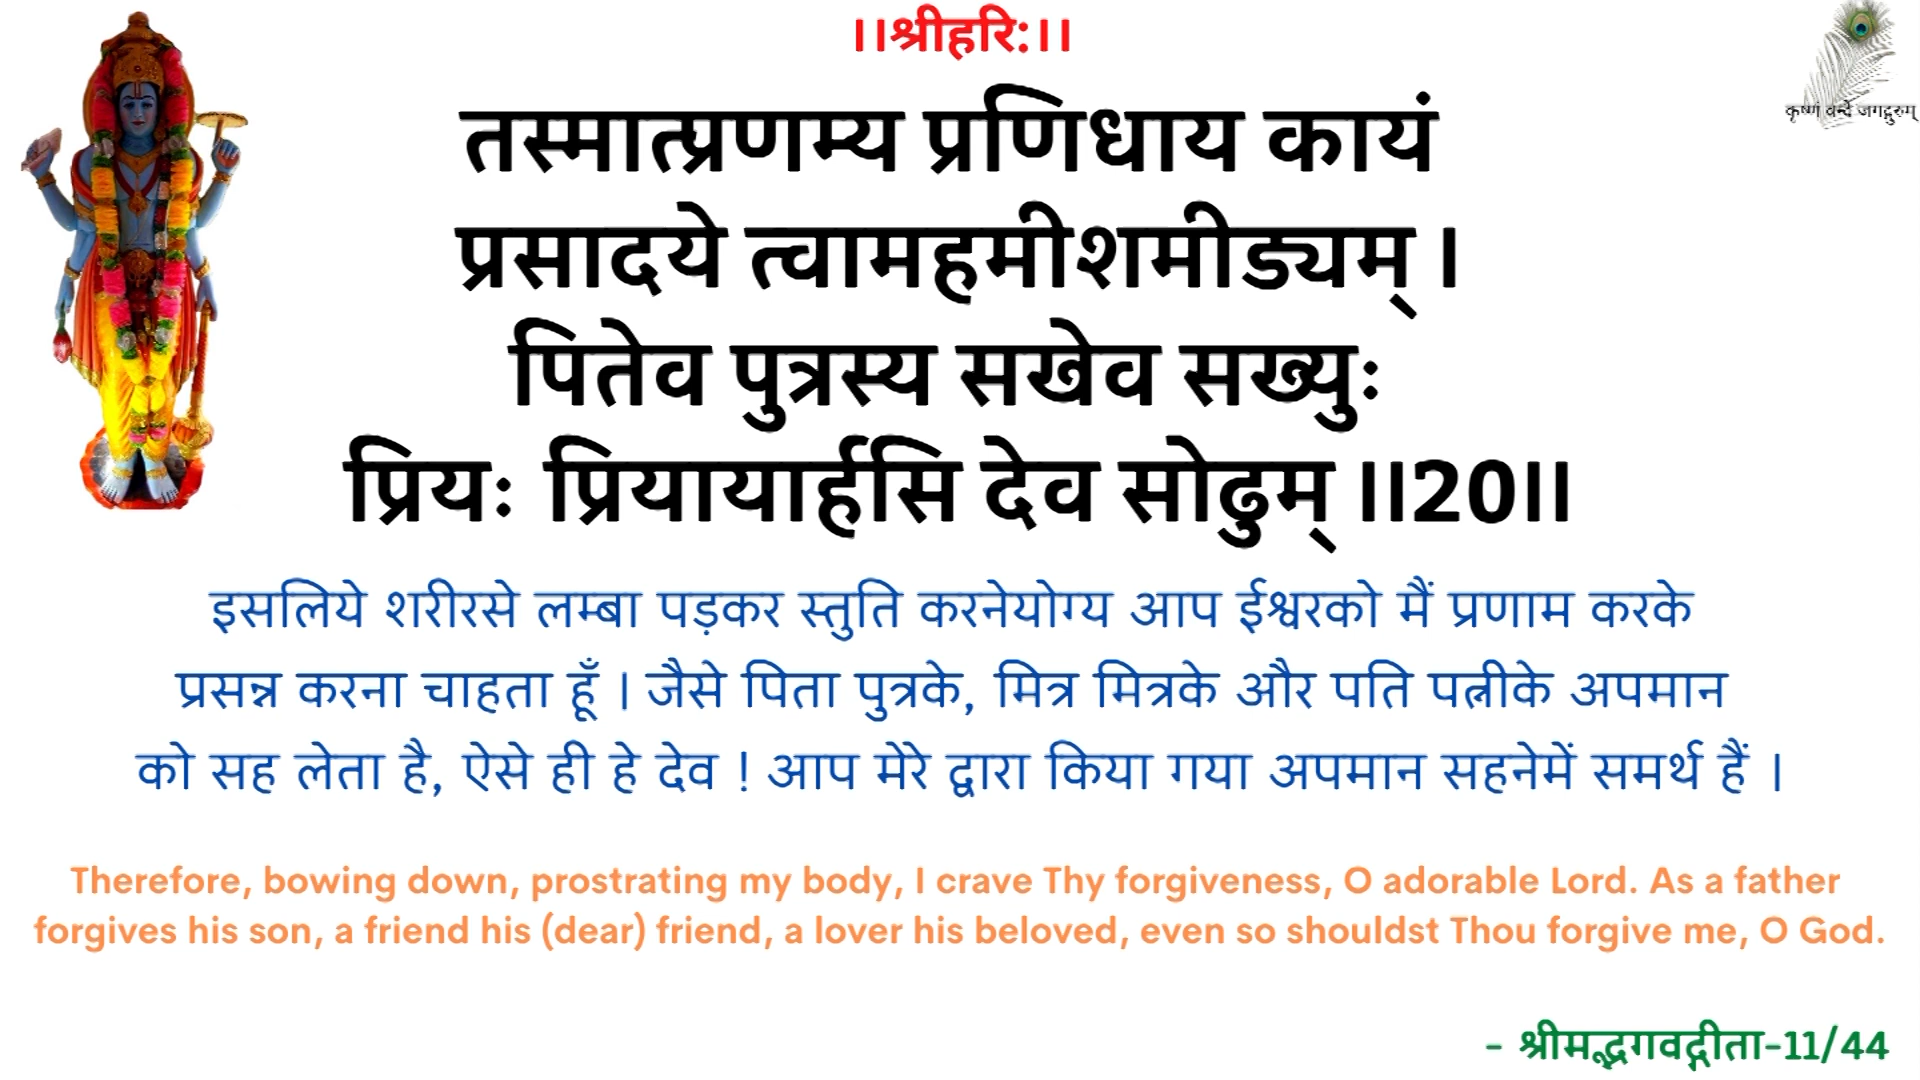 ।।श्रीहरि:।।
कृष्णं वन्दे जगद्गुरुम्
तस्मात्प्रणम्य प्रणिधाय कायं
प्रसादये त्वामहमीशमीड्यम् ।
पितेव पुत्रस्य सखेव सख्युः
प्रियः प्रियायार्हसि देव सोढुम् ।।20।।
इसलिये शरीरसे लम्बा पड़कर स्तुति करनेयोग्य आप ईश्वरको मैं प्रणाम करके
प्रसन्न करना चाहता हूँ । जैसे पिता पुत्रके, मित्र मित्रके और पति पत्नीके अपमान
को सह लेता है, ऐसे ही हे देव ! आप मेरे द्वारा किया गया अपमान सहनेमें समर्थ हैं ।
Therefore, bowing down, prostrating my body, I crave Thy forgiveness, O adorable Lord. As a father
forgives his son, a friend his (dear) friend, a lover his beloved, even so shouldst Thou forgive me, O God.
- श्रीमद्भगवद्गीता-11/44